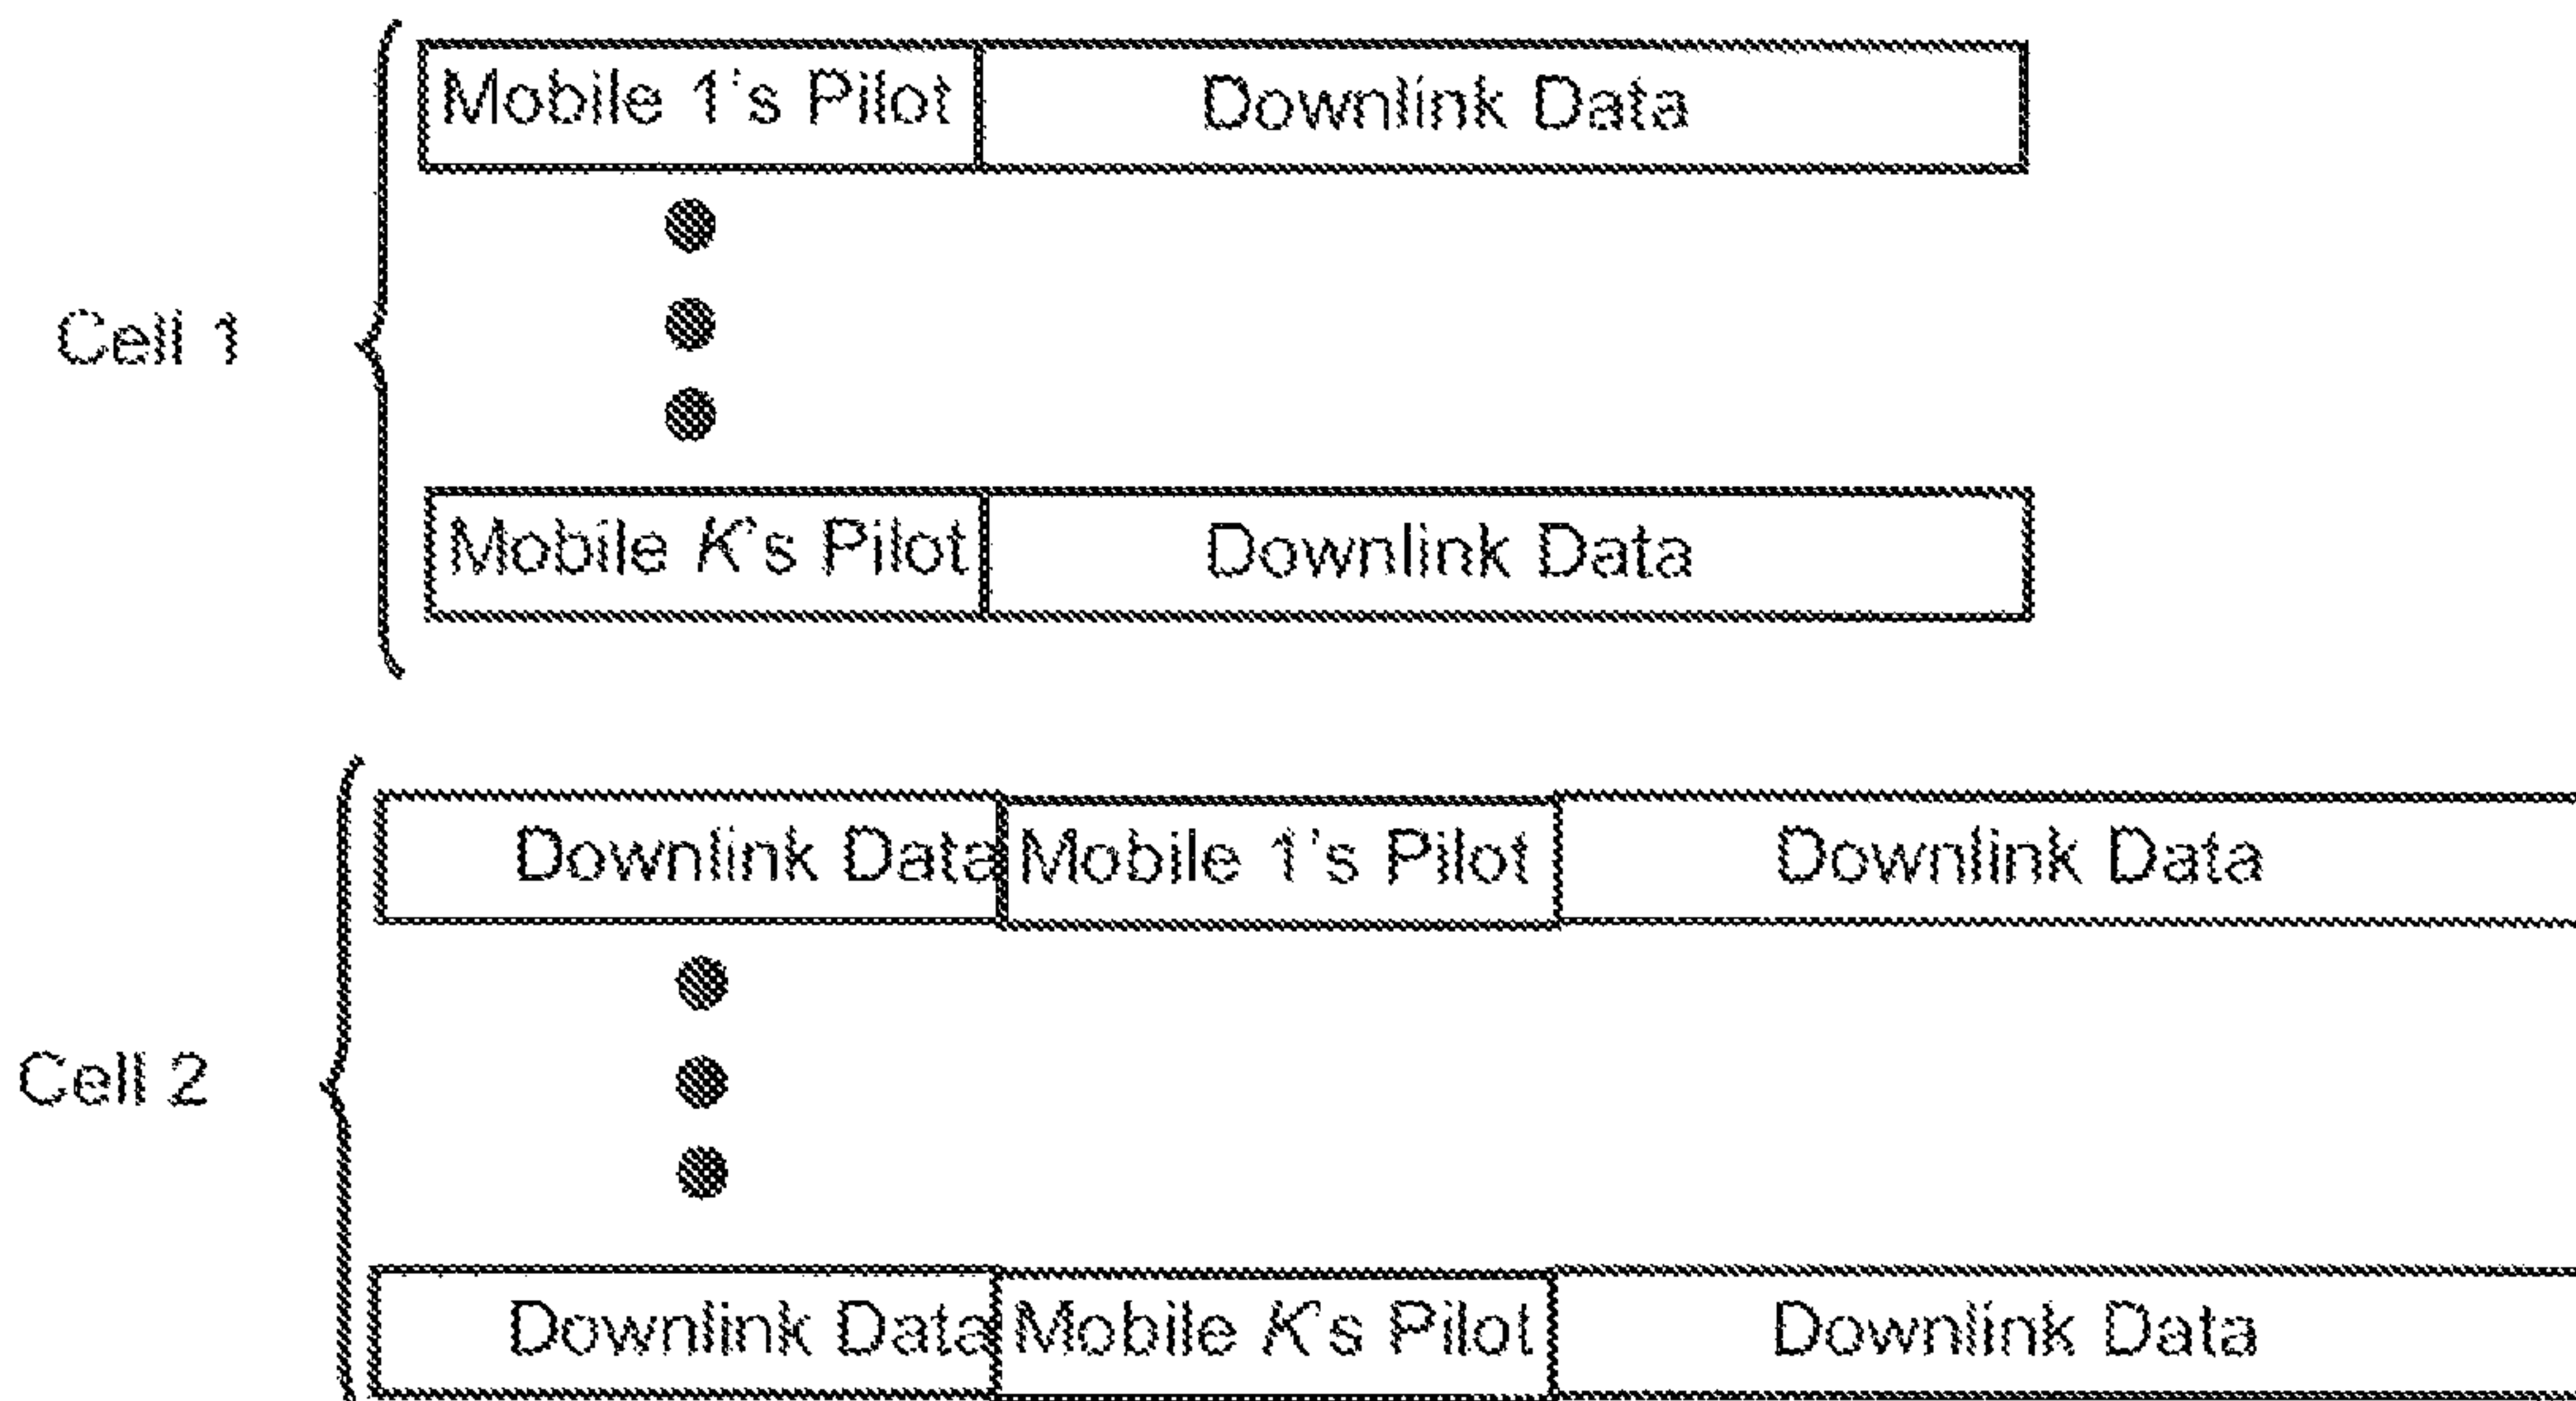 Mobile 1's Pilot Downlink Data
Cell 1
Mobile K's Pilot Downlink Data
Downlink Data Mobile 1's Pilot Downlink Data
Cell 2
Downlink Data Mobile K's Pilot Downlink Data